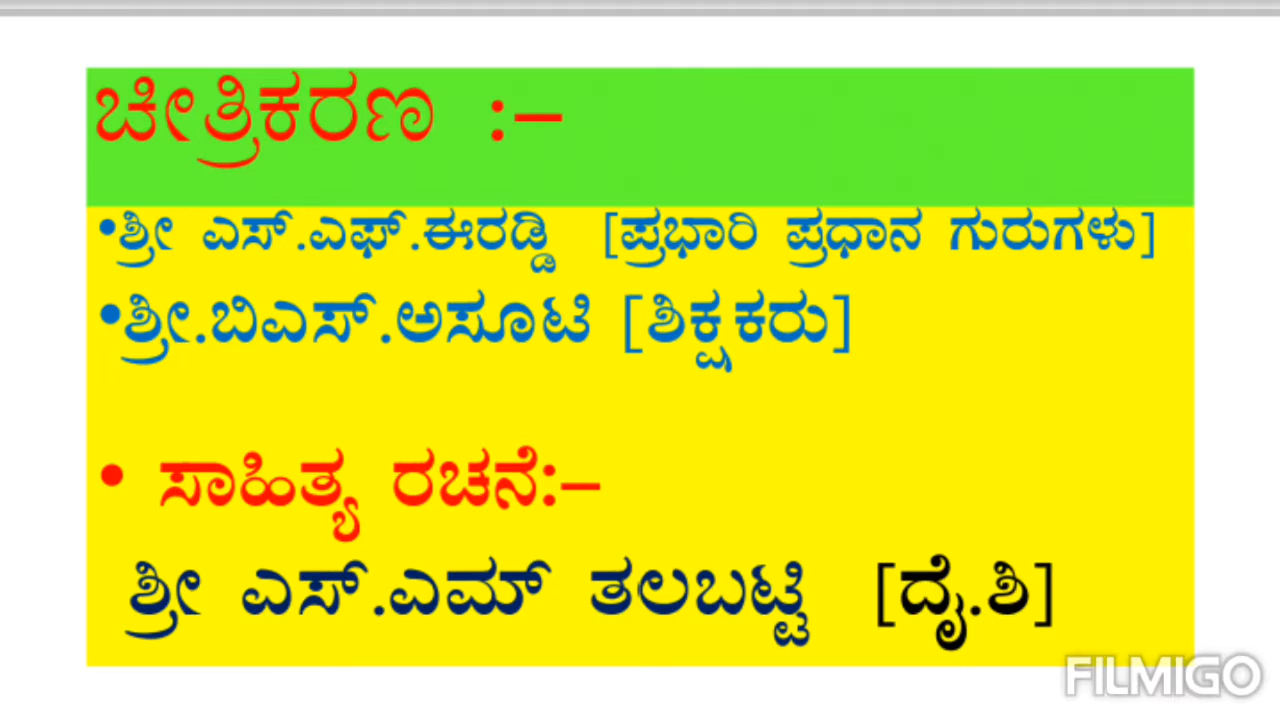 ಚೀತ್ರಿಕರಣ :–
•ಶ್ರೀ ಎಸ್.ಎಫ್.ಈರಡ್ಡಿ [ಪ್ರಭಾರಿ ಪ್ರಧಾನ ಗುರುಗಳು]
•ಶ್ರೀ.ಬಿಎಸ್.ಅಸೂಟಿ [ಶಿಕ್ಷಕರು]
• ಸಾಹಿತ್ಯ ರಚನೆ:–
ಶ್ರೀ ಎಸ್.ಎಮ್ ತಲಬಟ್ಟಿ [ದೈ.ಶಿ]
FILMIGO